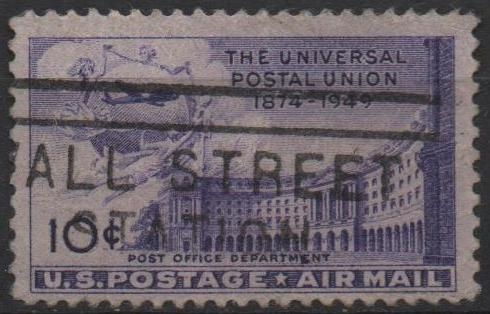 THE UNIVERSAL
POSTAL UNION
1874-1949
ALL STREET
STATION
10¢
POST OFFICE DEPARTMENT
U.S. POSTAGE ★ AIR MAIL